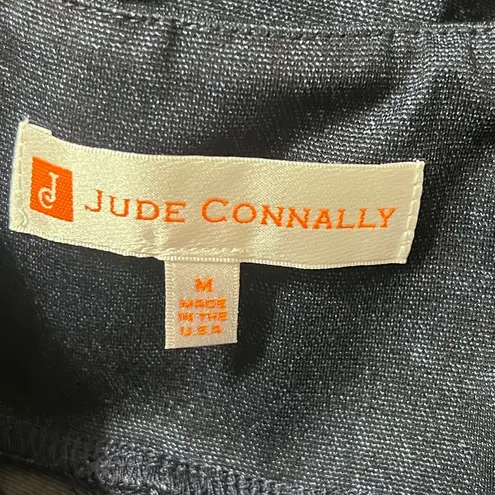 J JUDE CONNALLY
M
MADE
IN THE
U.S.A